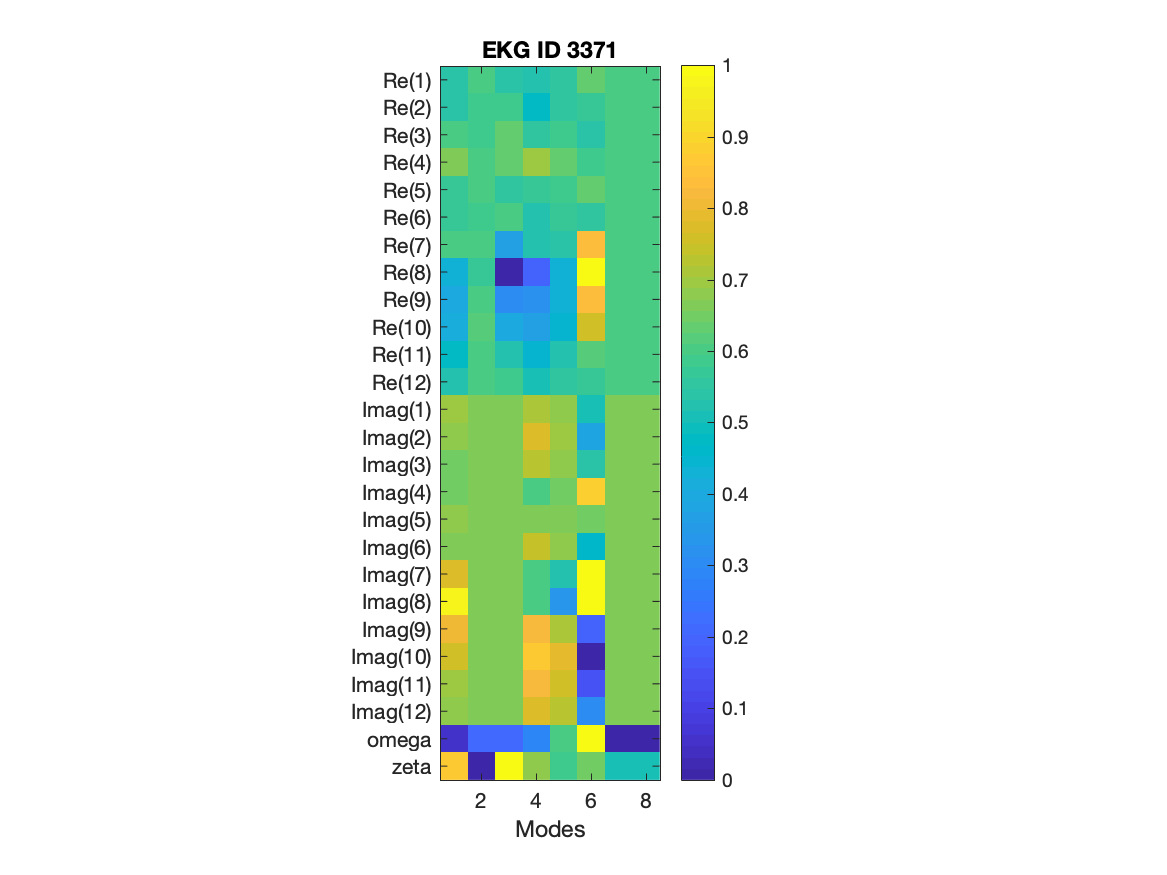 EKG ID 3371
Re(1)
Re(2)
Re(3)
Re(4)
Re(5)
Re(6)
Re(7)
Re(8)
Re(9)
Re(10)
Re(11)
Re(12)
Imag(1)
Imag(2)
Imag(3)
Imag(4)
Imag(5)
Imag(6)
Imag(7)
Imag(8)
Imag(9)
Imag(10)
Imag(11)
Imag(12)
omega
zeta
2 4 6 8
Modes
1
0.9
0.8
0.7
0.6
0.5
0.4
0.3
0.2
0.1
0